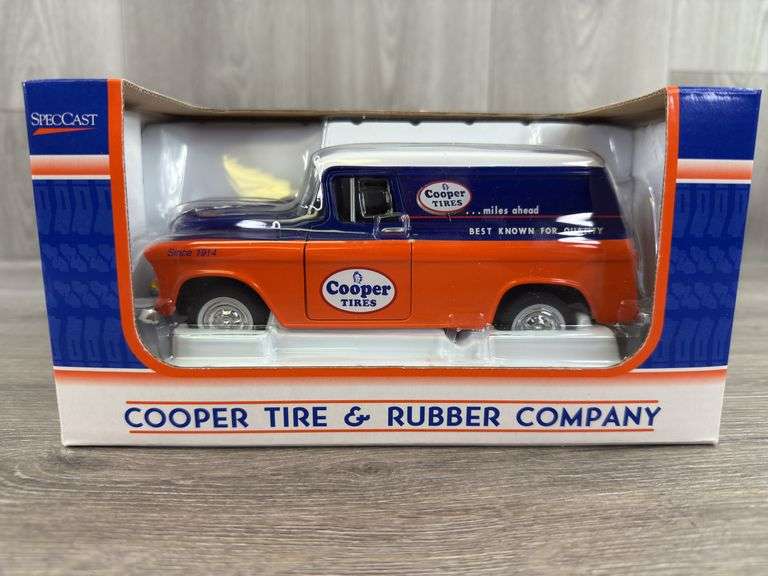 SPECCAST
Cooper
TIRES
...miles ahead
BEST KNOWN FOR QUALITY
Since 1914
Cooper
TIRES
COOPER TIRE & RUBBER COMPANY